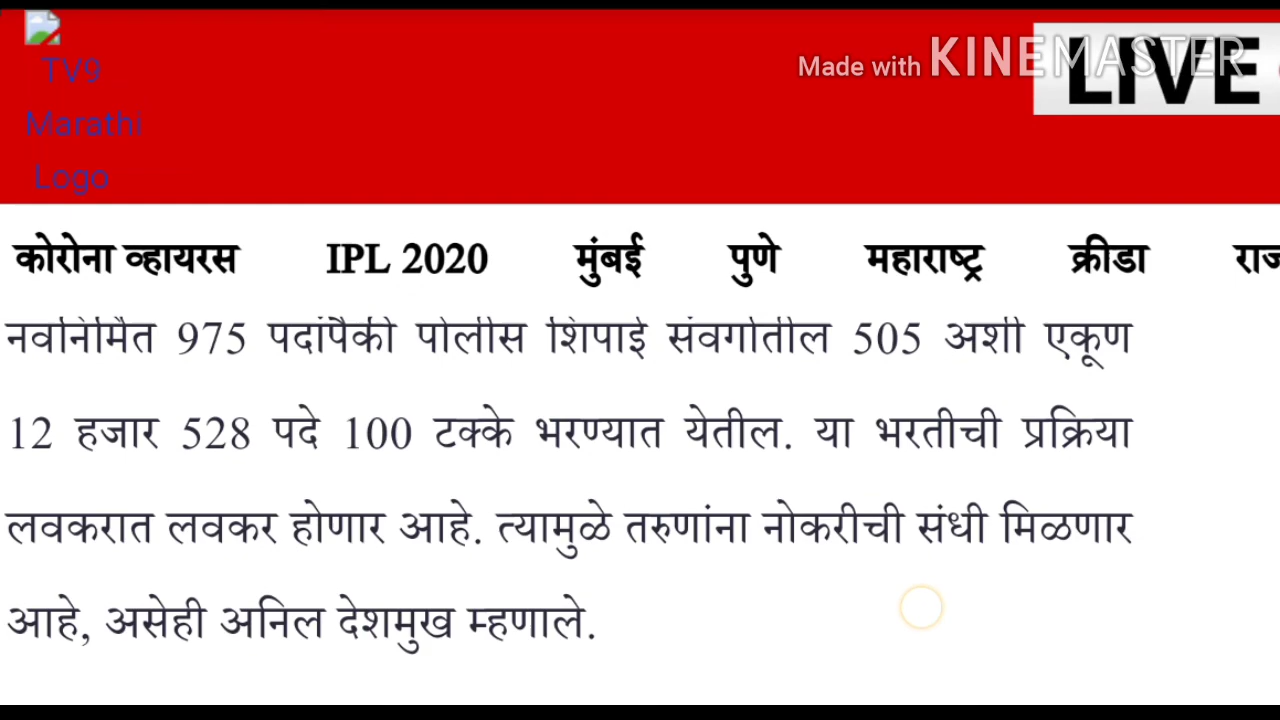 TV9
Marathi
Logo
Made with KINEMASTER
LIVE
कोरोना व्हायरस IPL 2020 मुंबई पुणे महाराष्ट्र क्रीडा
नवनिर्मित 975 पदांपैकी पोलीस शिपाई संवर्गातील 505 अशी एकूण
12 हजार 528 पदे 100 टक्के भरण्यात येतील. या भरतीची प्रक्रिया
लवकरात लवकर होणार आहे. त्यामुळे तरुणांना नोकरीची संधी मिळणार
आहे, असेही अनिल देशमुख म्हणाले.